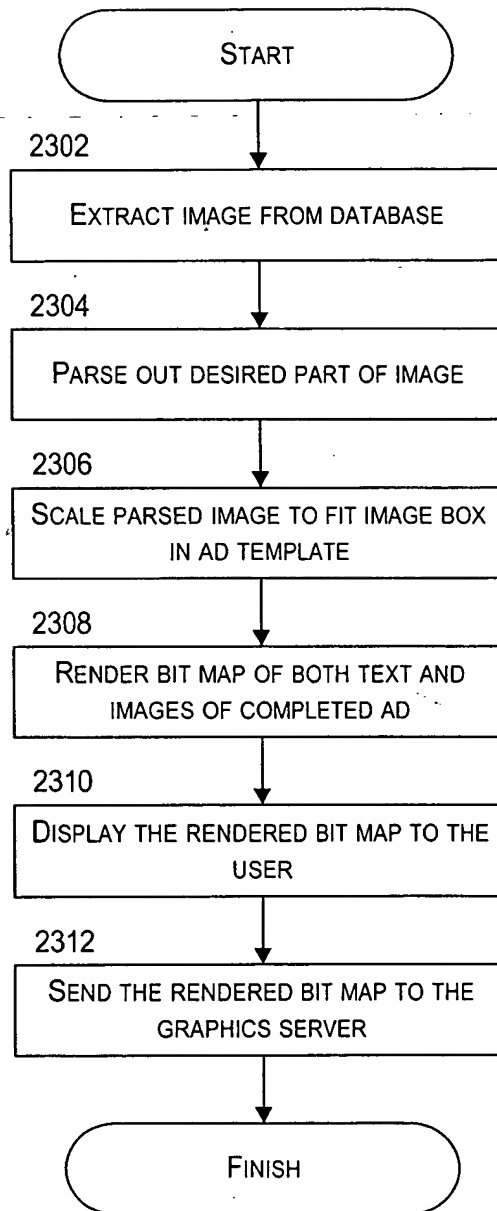 START
2302
EXTRACT IMAGE FROM DATABASE
2304
PARSE OUT DESIRED PART OF IMAGE
2306
SCALE PARSED IMAGE TO FIT IMAGE BOX
IN AD TEMPLATE
2308
RENDER BIT MAP OF BOTH TEXT AND
IMAGES OF COMPLETED AD
2310
DISPLAY THE RENDERED BIT MAP TO THE
USER
2312
SEND THE RENDERED BIT MAP TO THE
GRAPHICS SERVER
FINISH